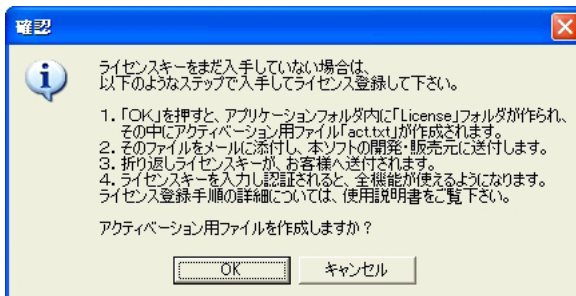 確認
ライセンスキーをまだ入手していない場合は、
以下のようなステップで入手してライセンス登録して下さい。
1. 「OK」を押すと、アプリケーションフォルダ内に「License」フォルダが作られ、
その中にアクティベーション用ファイル「act.txt」が作成されます。
2. そのファイルをメールに添付し、本ソフトの開発・販売元に送付します。
3. 折り返しライセンスキーが、お客様へ送付されます。
4. ライセンスキーを入力し認証されると、全機能が使えるようになります。
ライセンス登録手順の詳細については、使用説明書をご覧下さい。
アクティベーション用ファイルを作成しますか？
OK キャンセル